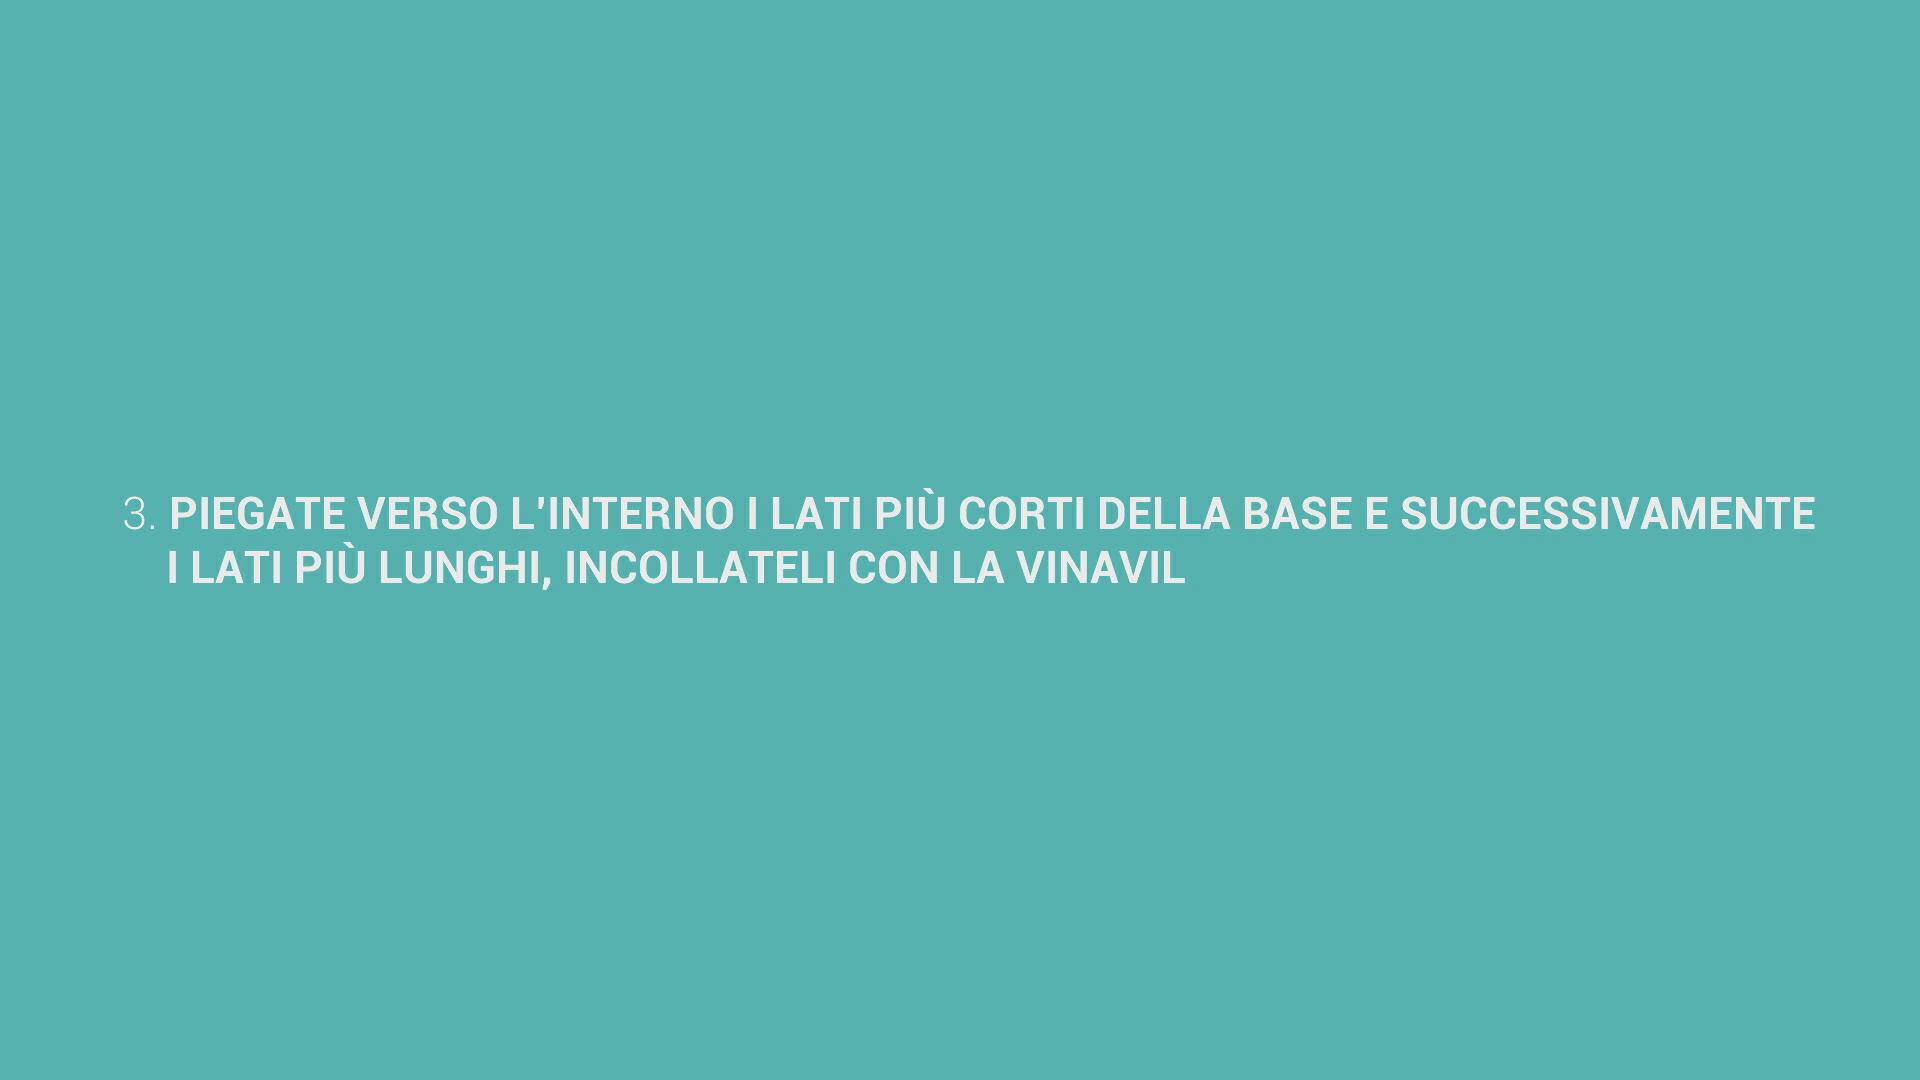 3. PIEGATE VERSO L'INTERNO I LATI PIÙ CORTI DELLA BASE E SUCCESSIVAMENTE
I LATI PIÙ LUNGHI, INCOLLATELI CON LA VINAVIL